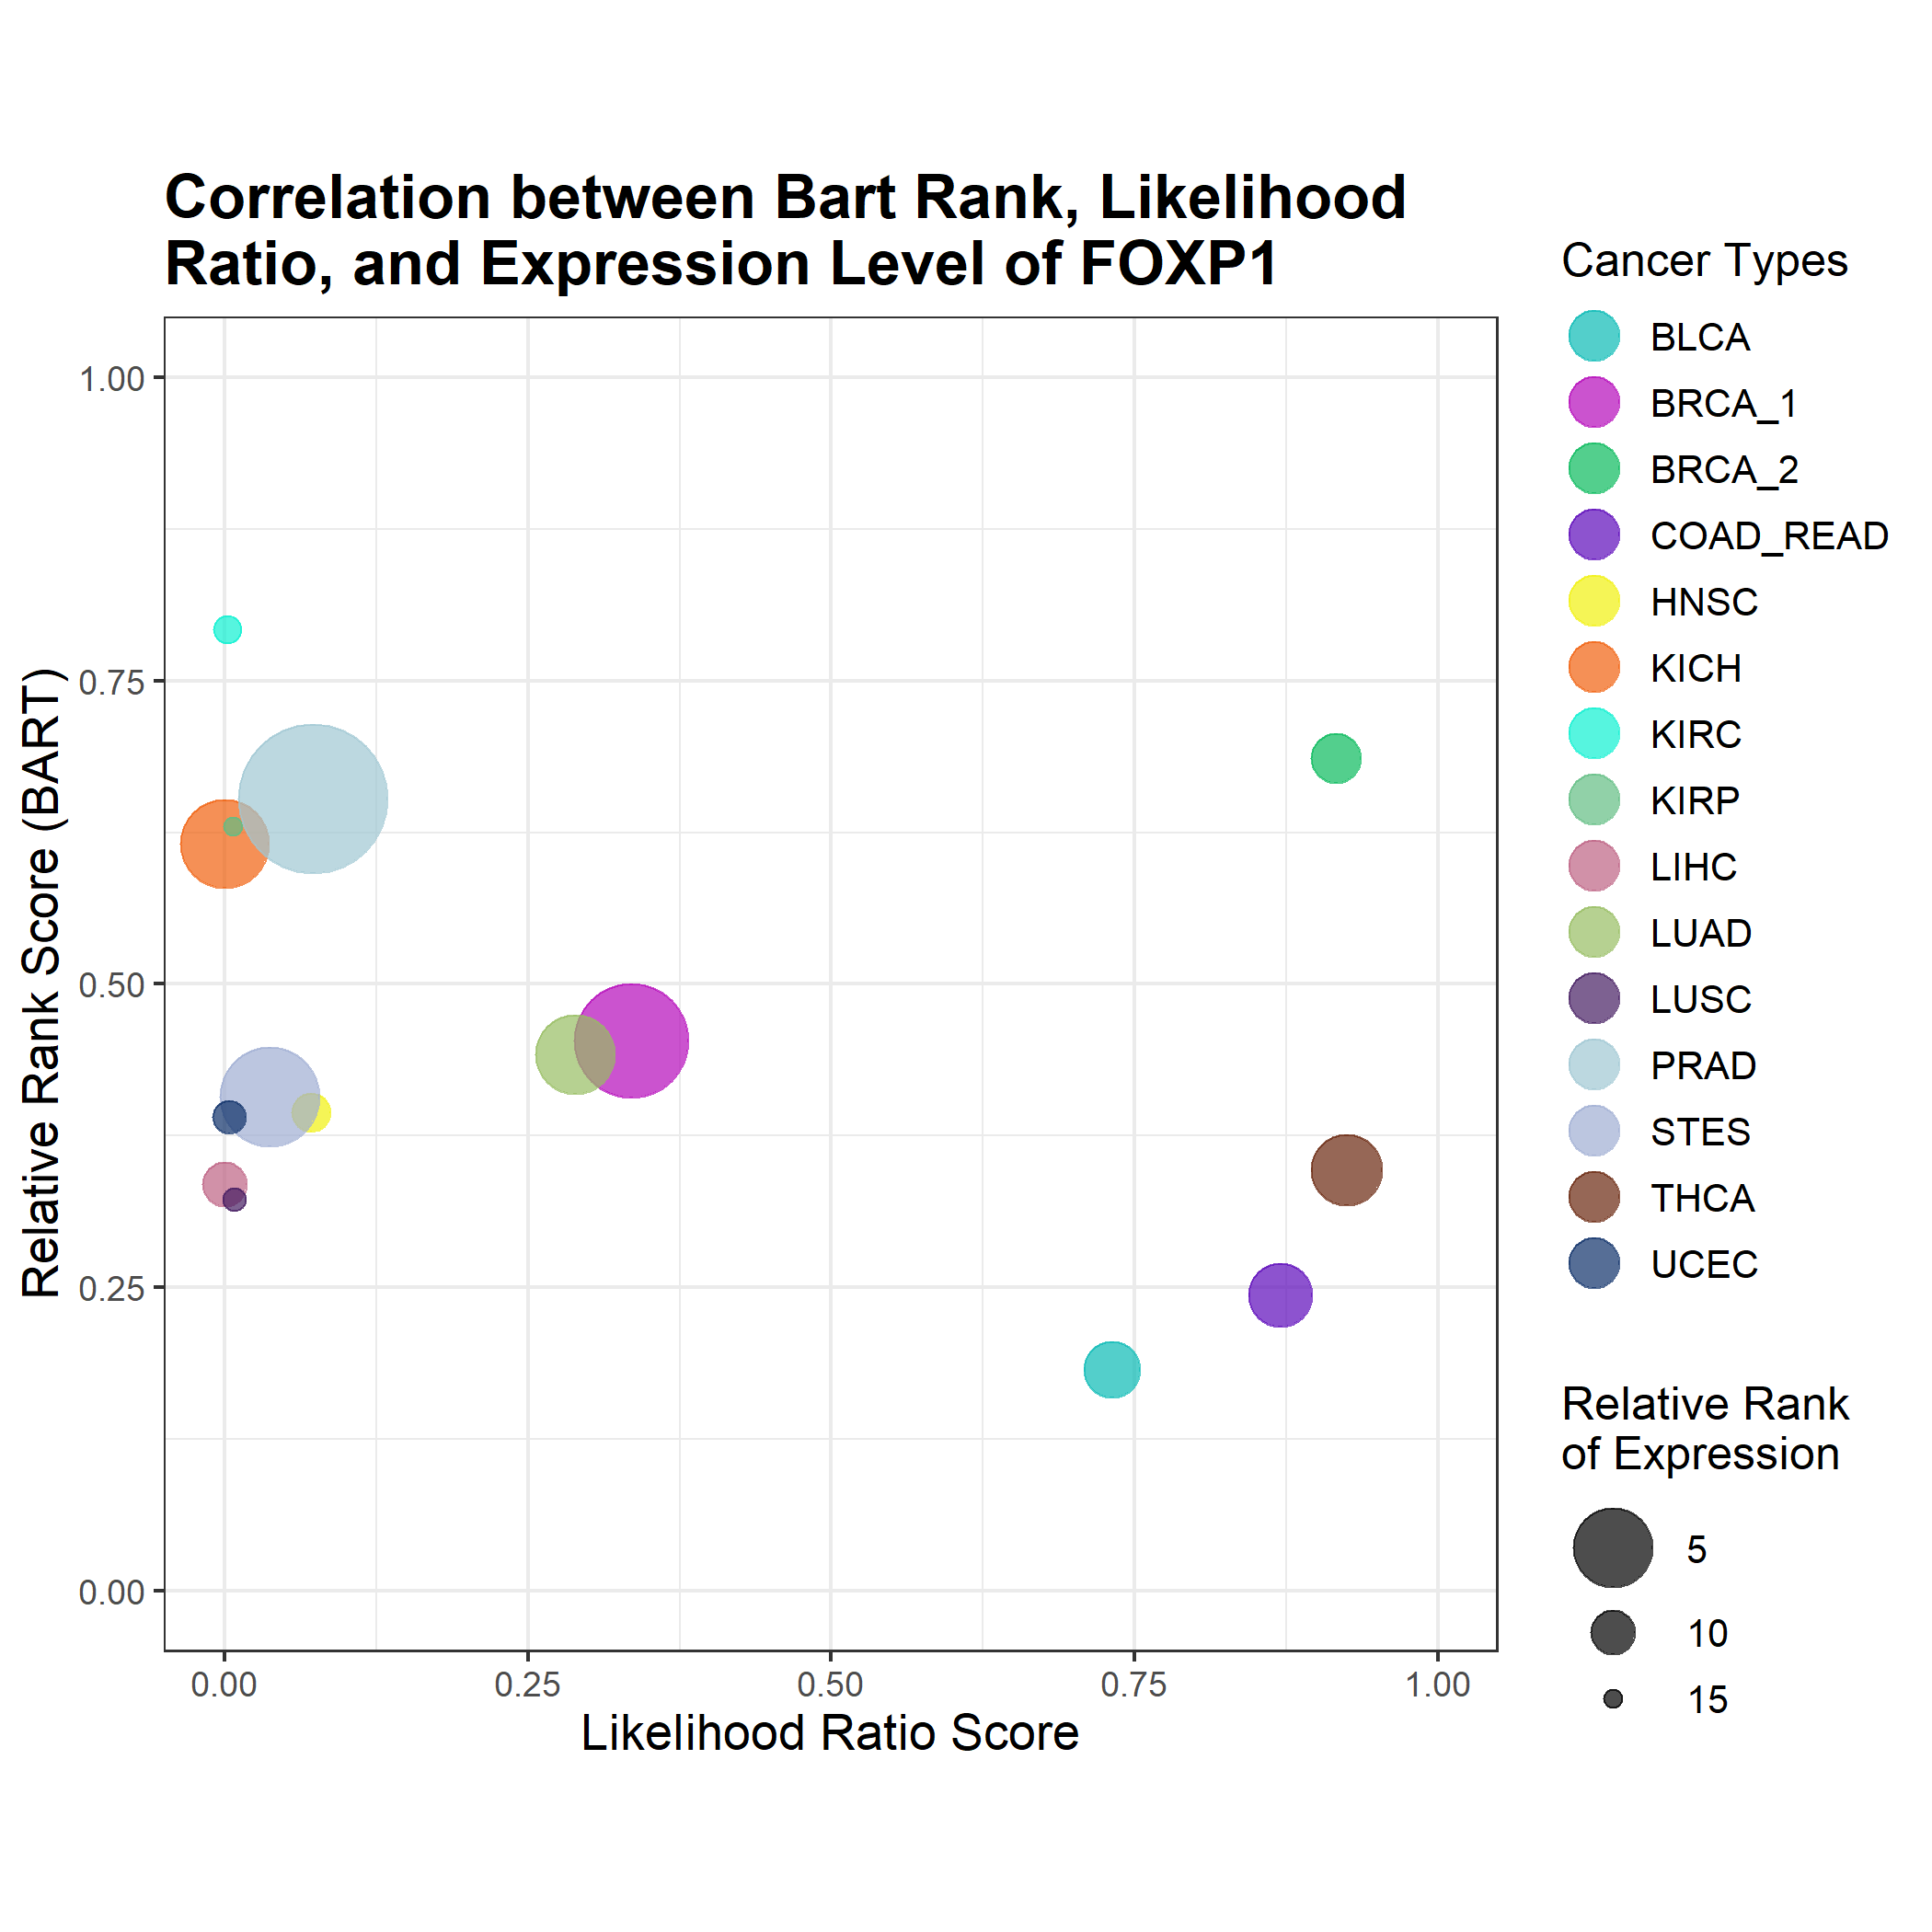 Correlation between Bart Rank, Likelihood
Ratio, and Expression Level of FOXP1
Relative Rank Score (BART)
1.00
0.75
0.50
0.25
0.00
0.00
0.25
0.50
0.75
1.00
Likelihood Ratio Score
Cancer Types
BLCA
BRCA_1
BRCA_2
COAD_READ
HNSC
KICH
KIRC
KIRP
LIHC
LUAD
LUSC
PRAD
STES
THCA
UCEC
Relative Rank
of Expression
5
10
15